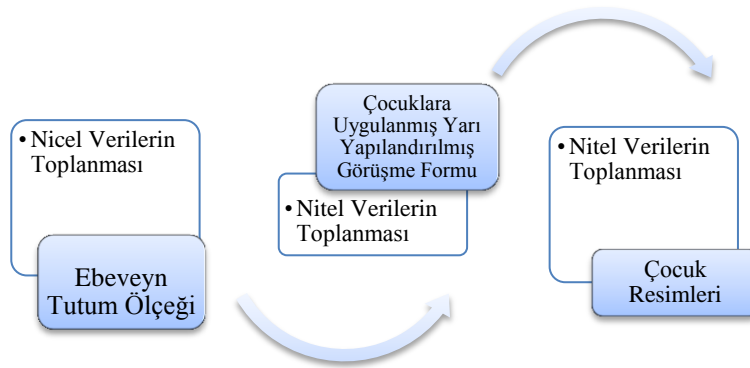 • Nicel Verilerin
Toplanması
Ebeveyn
Tutum Ölçeği
Çocuklara
Uygulanmış Yarı
Yapılandırılmış
Görüşme Formu
• Nitel Verilerin
Toplanması
• Nitel Verilerin
Toplanması
Çocuk
Resimleri